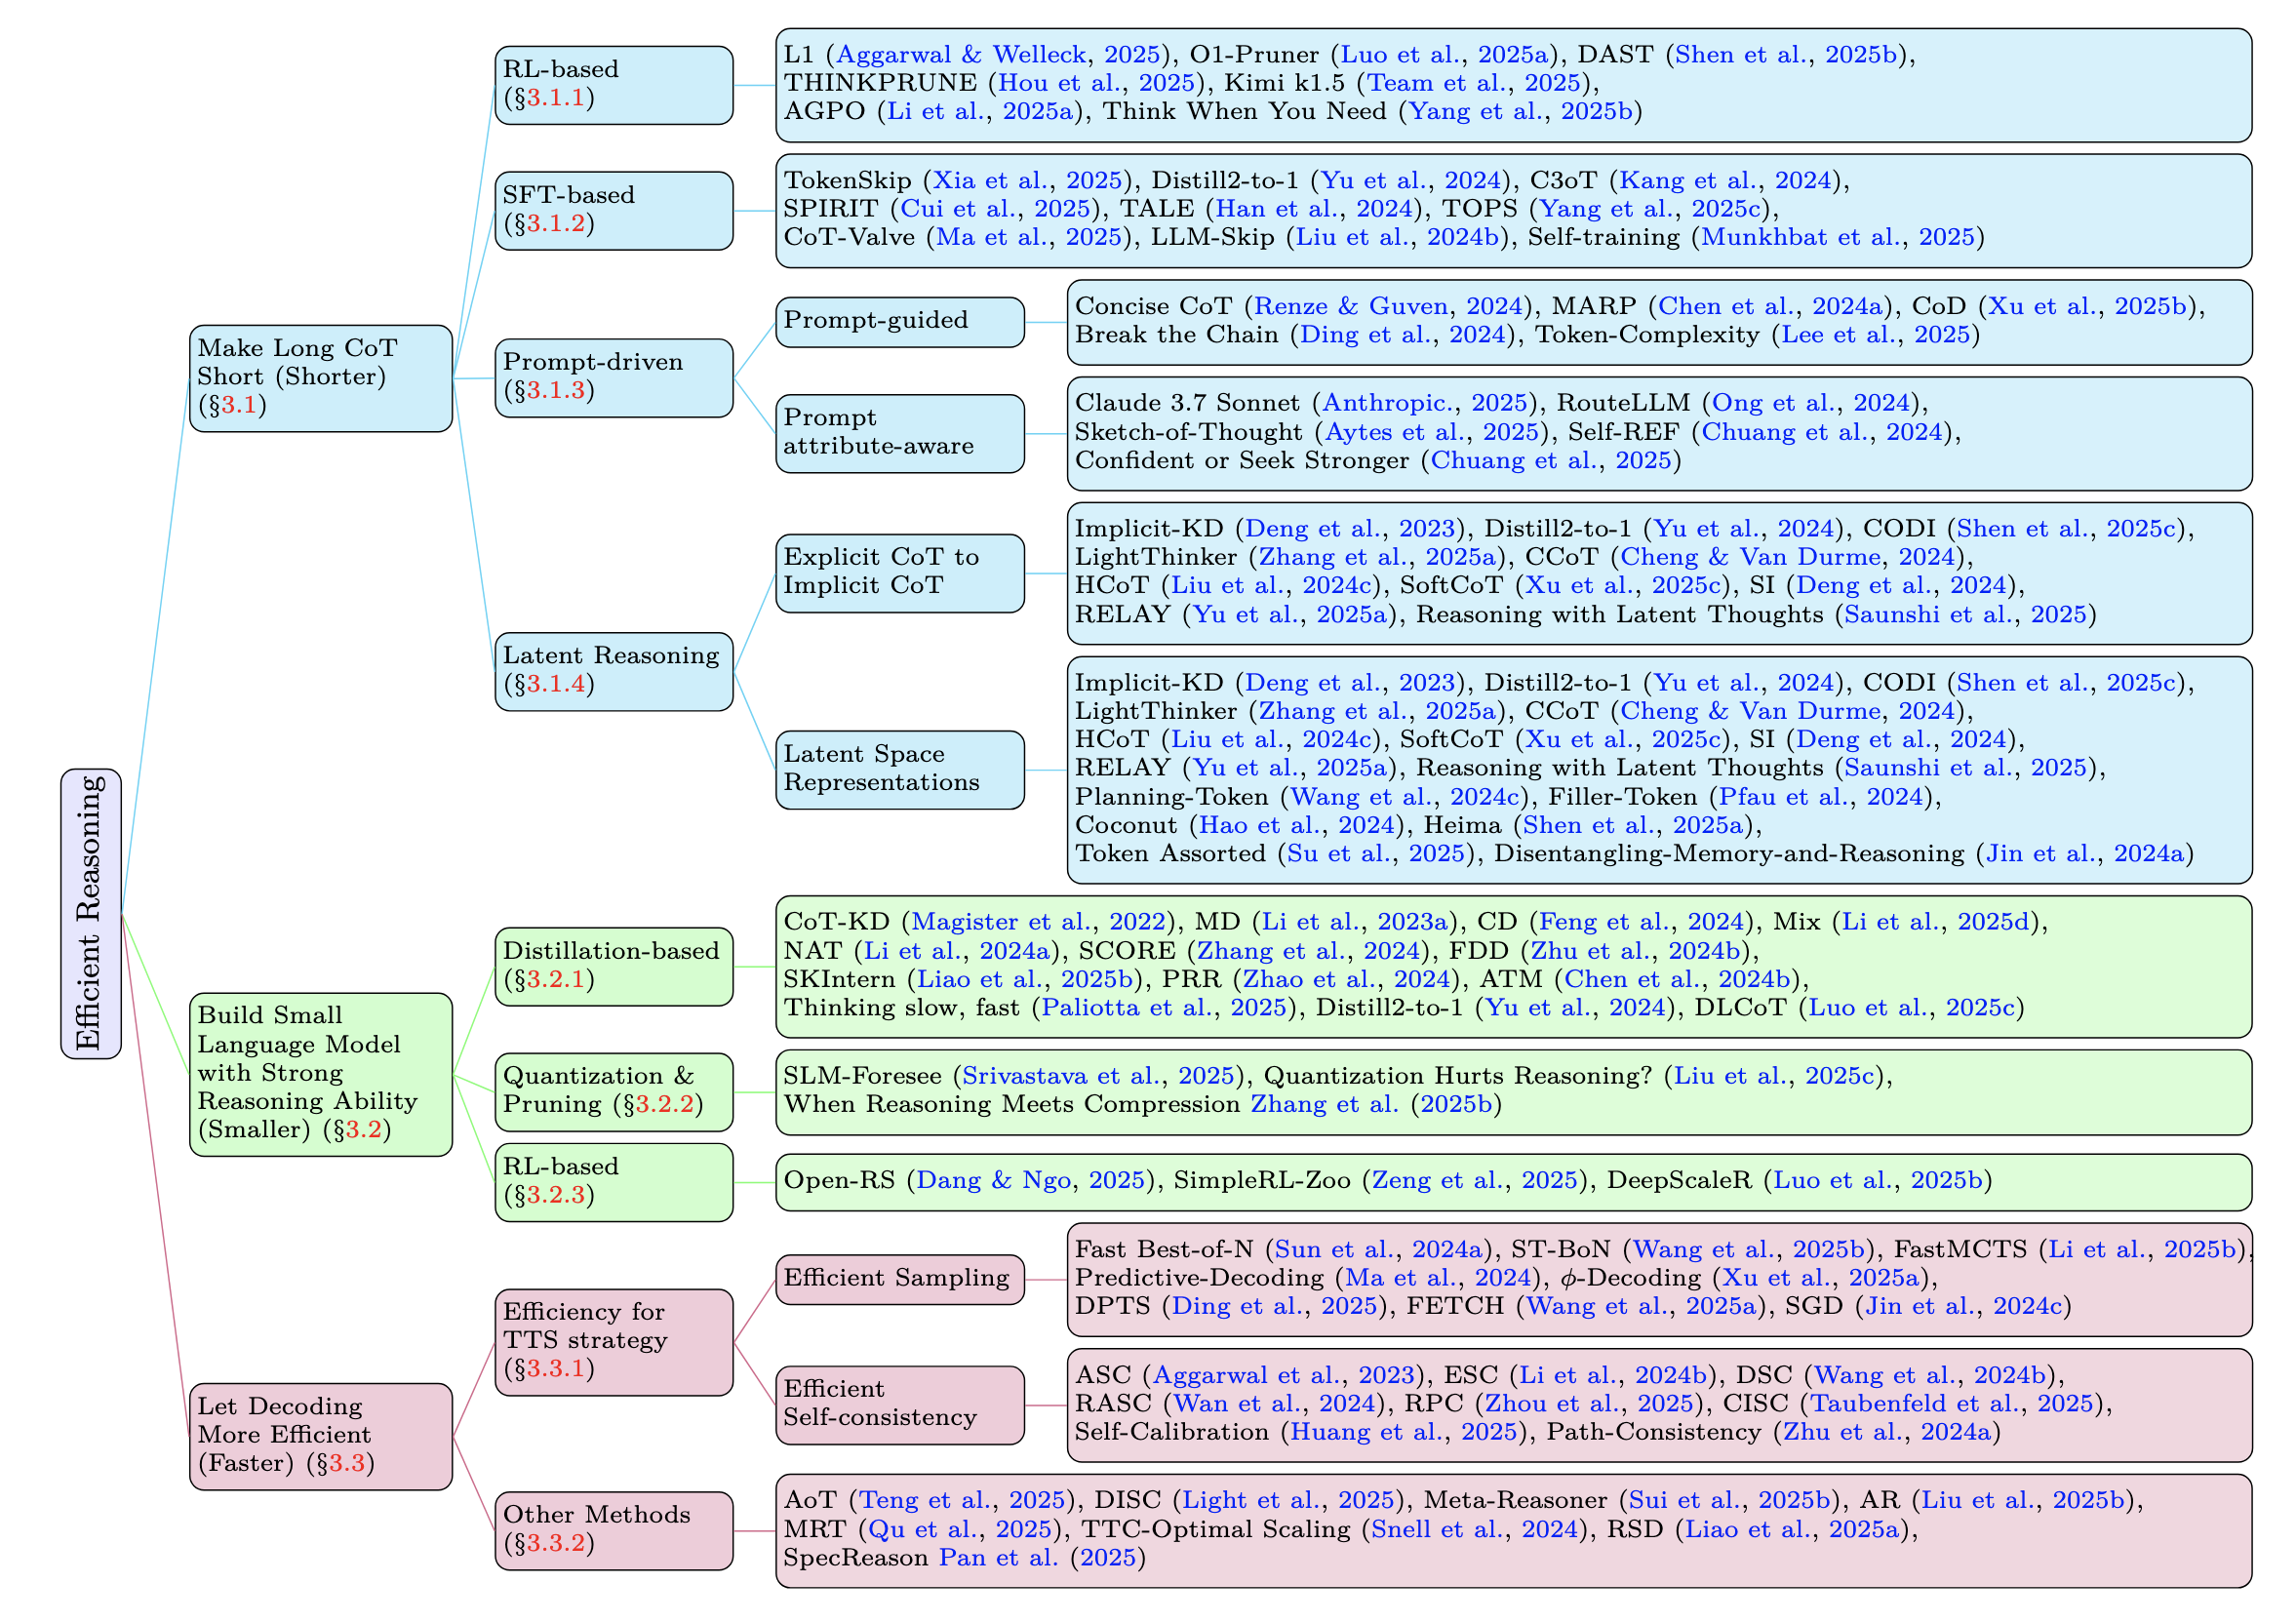 Efficient Reasoning
Make Long CoT
Short (Shorter)
(§3.1)
RL-based
(§3.1.1)
L1 (Aggarwal & Welleck, 2025), O1-Pruner (Luo et al., 2025a), DAST (Shen et al., 2025b),
THINKPRUNE (Hou et al., 2025), Kimi k1.5 (Team et al., 2025),
AGPO (Li et al., 2025a), Think When You Need (Yang et al., 2025b)
SFT-based
(§3.1.2)
TokenSkip (Xia et al., 2025), Distill2-to-1 (Yu et al., 2024), C3oT (Kang et al., 2024),
SPIRIT (Cui et al., 2025), TALE (Han et al., 2024), TOPS (Yang et al., 2025c),
CoT-Valve (Ma et al., 2025), LLM-Skip (Liu et al., 2024b), Self-training (Munkhbat et al., 2025)
Prompt-driven
(§3.1.3)
Prompt-guided
Concise CoT (Renze & Guven, 2024), MARP (Chen et al., 2024a), CoD (Xu et al., 2025b),
Break the Chain (Ding et al., 2024), Token-Complexity (Lee et al., 2025)
Prompt
attribute-aware
Claude 3.7 Sonnet (Anthropic., 2025), RouteLLM (Ong et al., 2024),
Sketch-of-Thought (Aytes et al., 2025), Self-REF (Chuang et al., 2024),
Confident or Seek Stronger (Chuang et al., 2025)
Latent Reasoning
(§3.1.4)
Explicit CoT to
Implicit CoT
Implicit-KD (Deng et al., 2023), Distill2-to-1 (Yu et al., 2024), CODI (Shen et al., 2025c),
LightThinker (Zhang et al., 2025a), CCoT (Cheng & Van Durme, 2024),
HCoT (Liu et al., 2024c), SoftCoT (Xu et al., 2025c), SI (Deng et al., 2024),
RELAY (Yu et al., 2025a), Reasoning with Latent Thoughts (Saunshi et al., 2025)
Latent Space
Representations
Implicit-KD (Deng et al., 2023), Distill2-to-1 (Yu et al., 2024), CODI (Shen et al., 2025c),
LightThinker (Zhang et al., 2025a), CCoT (Cheng & Van Durme, 2024),
HCoT (Liu et al., 2024c), SoftCoT (Xu et al., 2025c), SI (Deng et al., 2024),
RELAY (Yu et al., 2025a), Reasoning with Latent Thoughts (Saunshi et al., 2025),
Planning-Token (Wang et al., 2024c), Filler-Token (Pfau et al., 2024),
Coconut (Hao et al., 2024), Heima (Shen et al., 2025a),
Token Assorted (Su et al., 2025), Disentangling-Memory-and-Reasoning (Jin et al., 2024a)
Build Small
Language Model
with Strong
Reasoning Ability
(Smaller) (§3.2)
Distillation-based
(§3.2.1)
CoT-KD (Magister et al., 2022), MD (Li et al., 2023a), CD (Feng et al., 2024), Mix (Li et al., 2025d),
NAT (Li et al., 2024a), SCORE (Zhang et al., 2024), FDD (Zhu et al., 2024b),
SKIntern (Liao et al., 2025b), PRR (Zhao et al., 2024), ATM (Chen et al., 2024b),
Thinking slow, fast (Paliotta et al., 2025), Distill2-to-1 (Yu et al., 2024), DLCoT (Luo et al., 2025c)
Quantization &
Pruning (§3.2.2)
SLM-Foresee (Srivastava et al., 2025), Quantization Hurts Reasoning? (Liu et al., 2025c),
When Reasoning Meets Compression Zhang et al. (2025b)
RL-based
(§3.2.3)
Open-RS (Dang & Ngo, 2025), SimpleRL-Zoo (Zeng et al., 2025), DeepScaleR (Luo et al., 2025b)
Let Decoding
More Efficient
(Faster) (§3.3)
Efficiency for
TTS strategy
(§3.3.1)
Efficient Sampling
Fast Best-of-N (Sun et al., 2024a), ST-BoN (Wang et al., 2025b), FastMCTS (Li et al., 2025b),
Predictive-Decoding (Ma et al., 2024), ϕ-Decoding (Xu et al., 2025a),
DPTS (Ding et al., 2025), FETCH (Wang et al., 2025a), SGD (Jin et al., 2024c)
Efficient
Self-consistency
ASC (Aggarwal et al., 2023), ESC (Li et al., 2024b), DSC (Wang et al., 2024b),
RASC (Wan et al., 2024), RPC (Zhou et al., 2025), CISC (Taubenfeld et al., 2025),
Self-Calibration (Huang et al., 2025), Path-Consistency (Zhu et al., 2024a)
Other Methods
(§3.3.2)
AoT (Teng et al., 2025), DISC (Light et al., 2025), Meta-Reasoner (Sui et al., 2025b), AR (Liu et al., 2025b),
MRT (Qu et al., 2025), TTC-Optimal Scaling (Snell et al., 2024), RSD (Liao et al., 2025a),
SpecReason Pan et al. (2025)